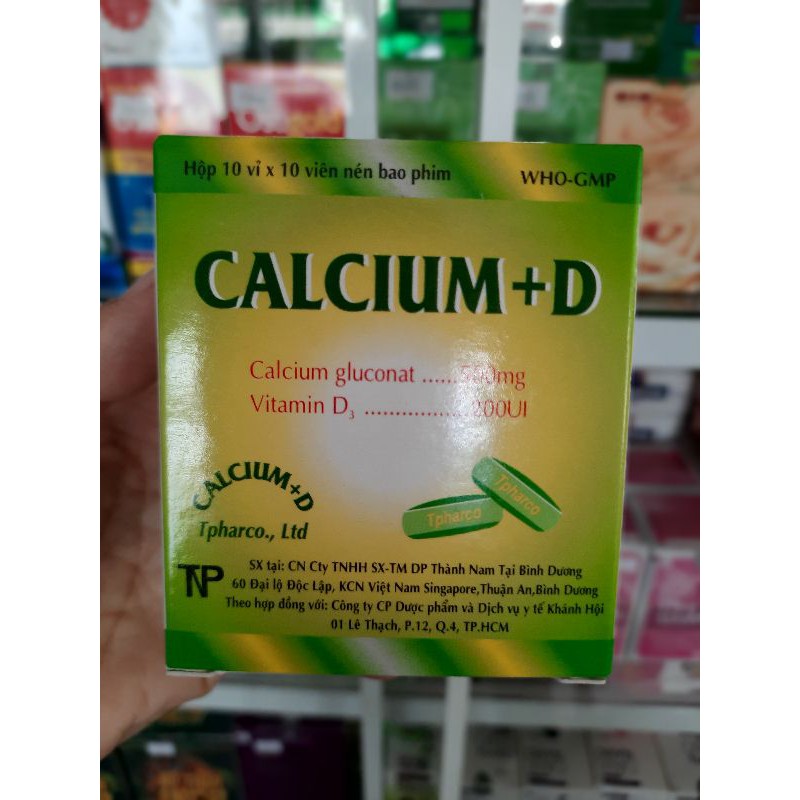 Hộp 10 vỉ x 10 viên nén bao phim
WHO-GMP
CALCIUM+D
Calcium gluconat ......500mg
Vitamin D3 .................200UI
CALCIUM+D
Tpharco., Ltd
Tpharco
Tpharco
TNP
SX tại: CN Cty TNHH SX-TM DP Thành Nam Tại Bình Dương
60 Đại lộ Độc Lập, KCN Việt Nam Singapore,Thuận An,Bình Dương
Theo hợp đồng với: Công ty CP Dược phẩm và Dịch vụ y tế Khánh Hội
01 Lê Thạch, P.12, Q.4, TP.HCM